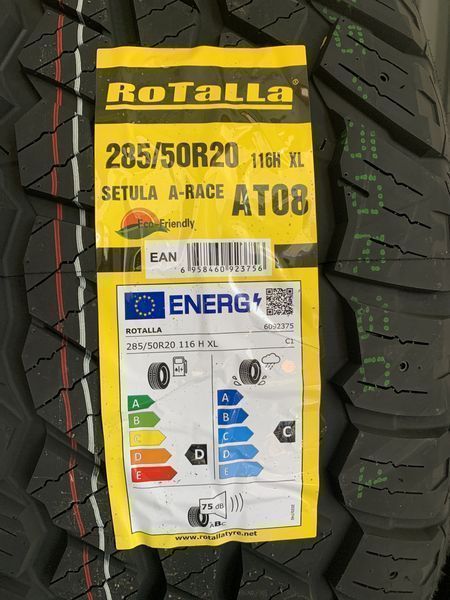 RoTaLLa®
285/50R20 116H XL
SETULA A-RACE AT08
Eco-Friendly
EAN
6 958460 923756
ENERG
ROTALLA 6092375
285/50R20 116 H XL C1
A A
B B
C C C
D D D
E E
75 dB
ABC
www.rotallatyre.net